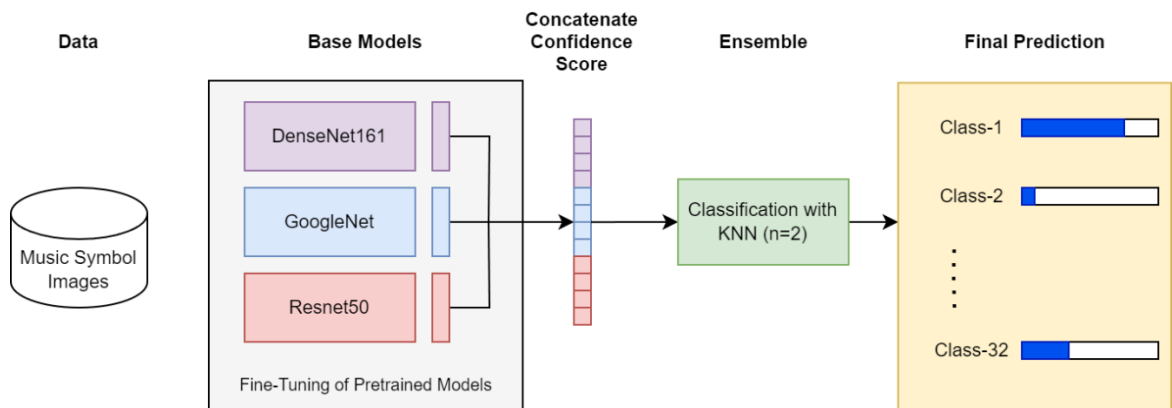 Data
Base Models
Concatenate
Confidence
Score
Ensemble
Final Prediction
Music Symbol
Images
DenseNet161
GoogleNet
Resnet50
Fine-Tuning of Pretrained Models
Classification with
KNN (n=2)
Class-1
Class-2
Class-32